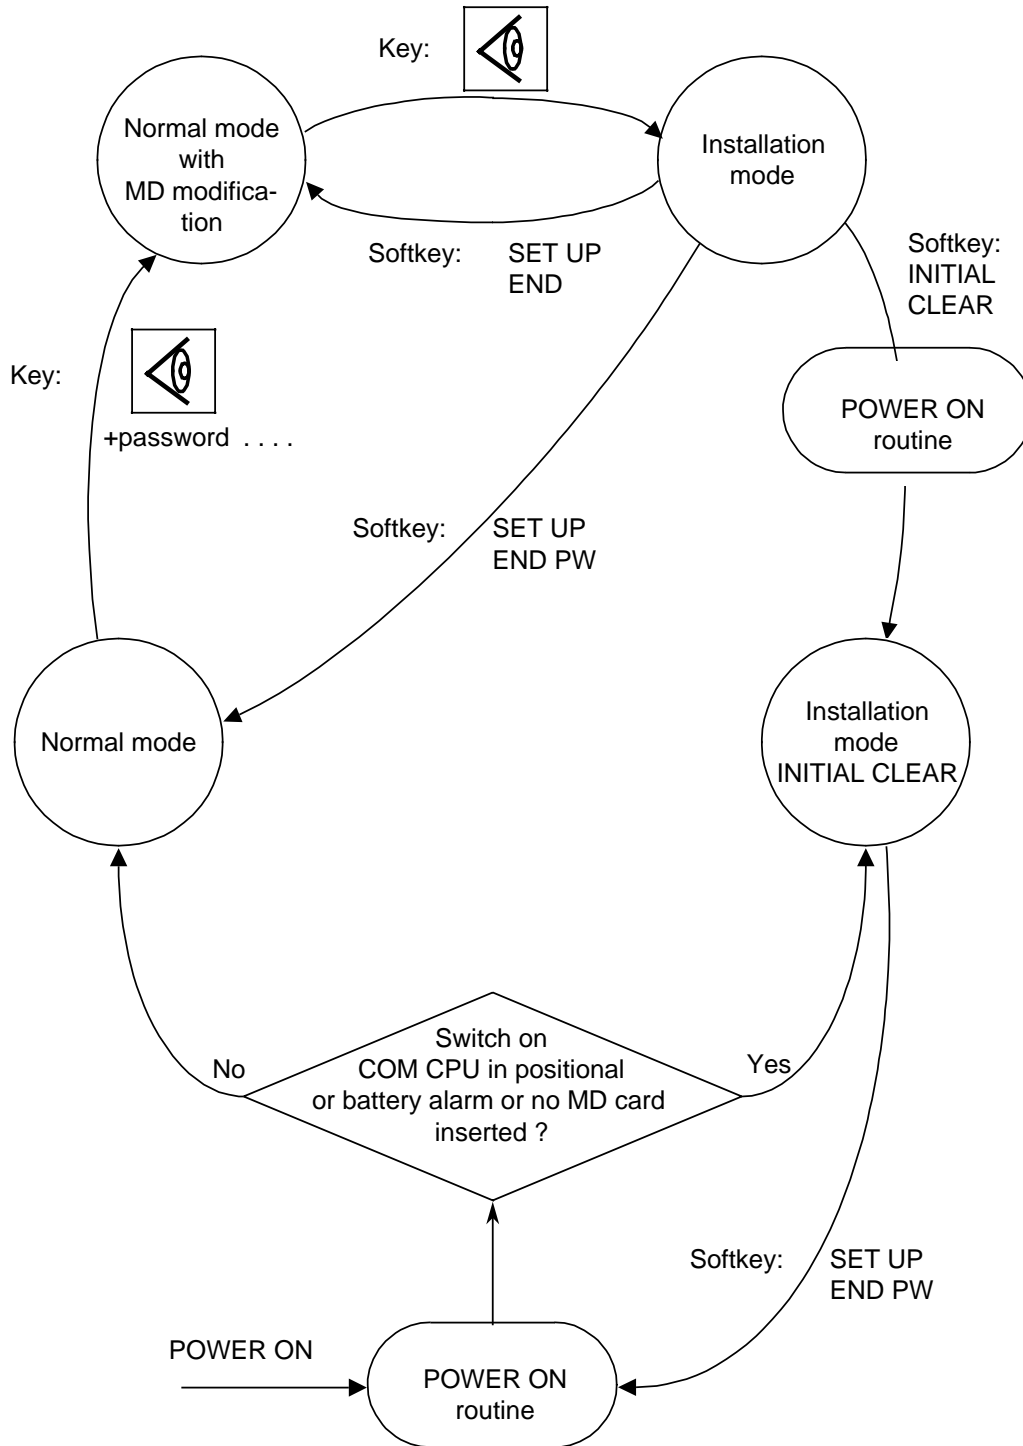 Key:
Normal mode
with
MD modifica-
tion
Installation
mode
Softkey: SET UP
END
Softkey:
INITIAL
CLEAR
Key:
+password . . . .
POWER ON
routine
Softkey: SET UP
END PW
Normal mode
Installation
mode
INITIAL CLEAR
No
Switch on
COM CPU in positional
or battery alarm or no MD card
inserted ?
Yes
Softkey: SET UP
END PW
POWER ON
POWER ON
routine